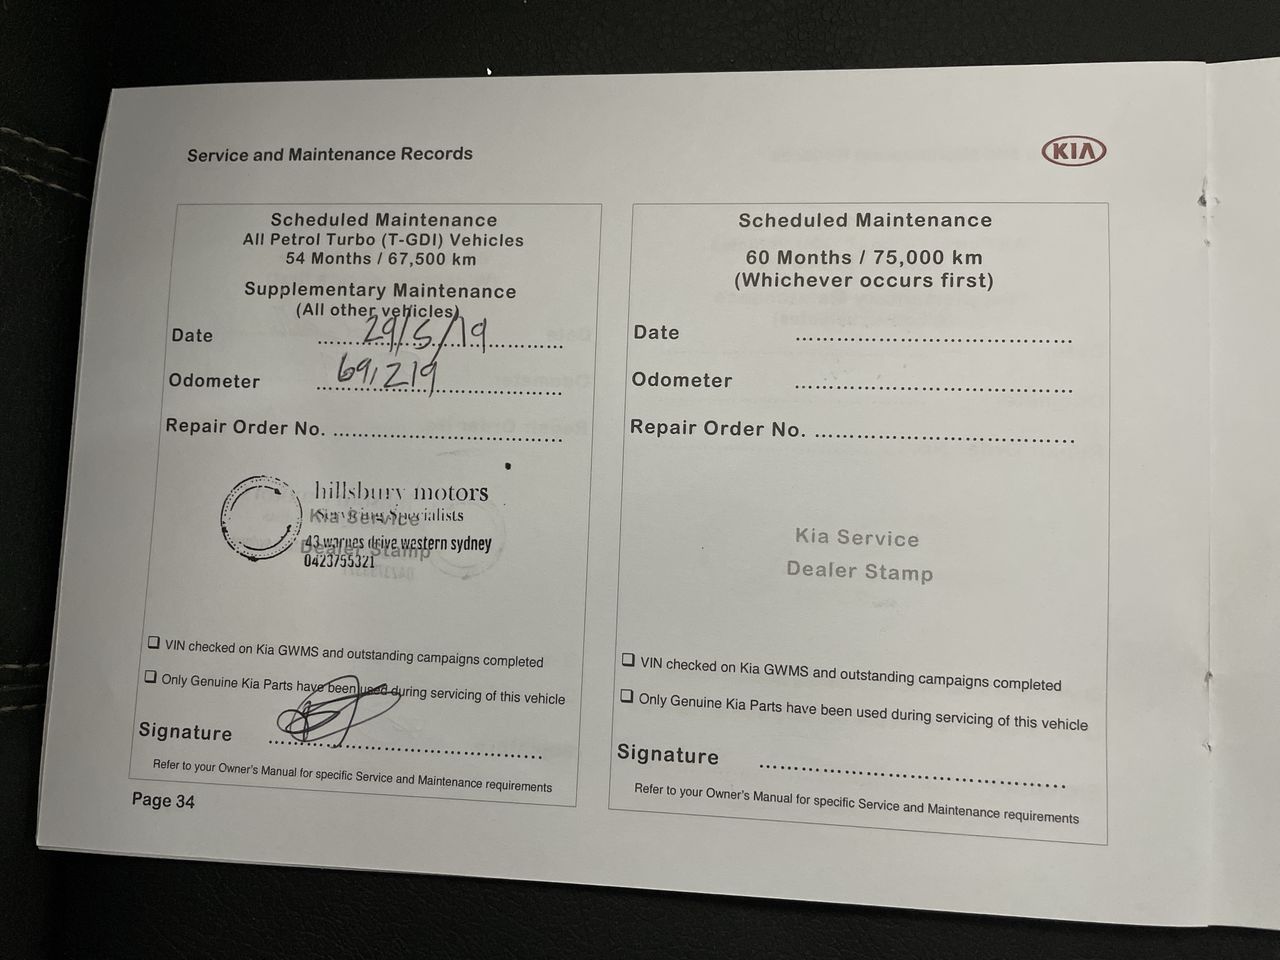 Service and Maintenance Records
KIA
Scheduled Maintenance
All Petrol Turbo (T-GDI) Vehicles
54 Months / 67,500 km
Supplementary Maintenance
(All other vehicles)
Date 29/5/19
Odometer 69,219
Repair Order No.
hillsbury motors
Servicing Specialists
Kia Service
43 warnes drive western sydney
Dealer Stamp
0423755321
❑ VIN checked on Kia GWMS and outstanding campaigns completed
❑ Only Genuine Kia Parts have been used during servicing of this vehicle
Signature
Refer to your Owner's Manual for specific Service and Maintenance requirements
Page 34
Scheduled Maintenance
60 Months / 75,000 km
(Whichever occurs first)
Date
Odometer
Repair Order No.
Kia Service
Dealer Stamp
❑ VIN checked on Kia GWMS and outstanding campaigns completed
❑ Only Genuine Kia Parts have been used during servicing of this vehicle
Signature
Refer to your Owner's Manual for specific Service and Maintenance requirements